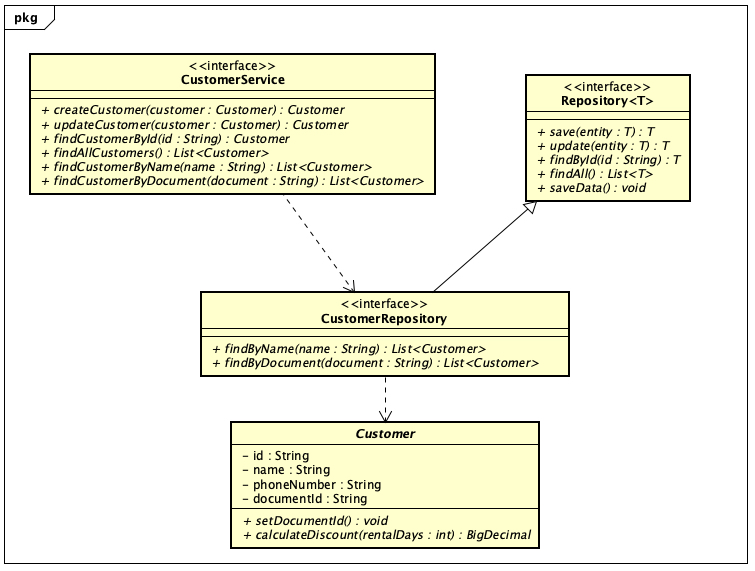 pkg
<<interface>>
CustomerService
+ createCustomer(customer : Customer) : Customer
+ updateCustomer(customer : Customer) : Customer
+ findCustomerById(id : String) : Customer
+ findAllCustomers() : List<Customer>
+ findCustomerByName(name : String) : List<Customer>
+ findCustomerByDocument(document : String) : List<Customer>
<<interface>>
Repository<T>
+ save(entity : T) : T
+ update(entity : T) : T
+ findById(id : String) : T
+ findAll() : List<T>
+ saveData() : void
<<interface>>
CustomerRepository
+ findByName(name : String) : List<Customer>
+ findByDocument(document : String) : List<Customer>
Customer
- id : String
- name : String
- phoneNumber : String
- documentId : String
+ setDocumentId() : void
+ calculateDiscount(rentalDays : int) : BigDecimal